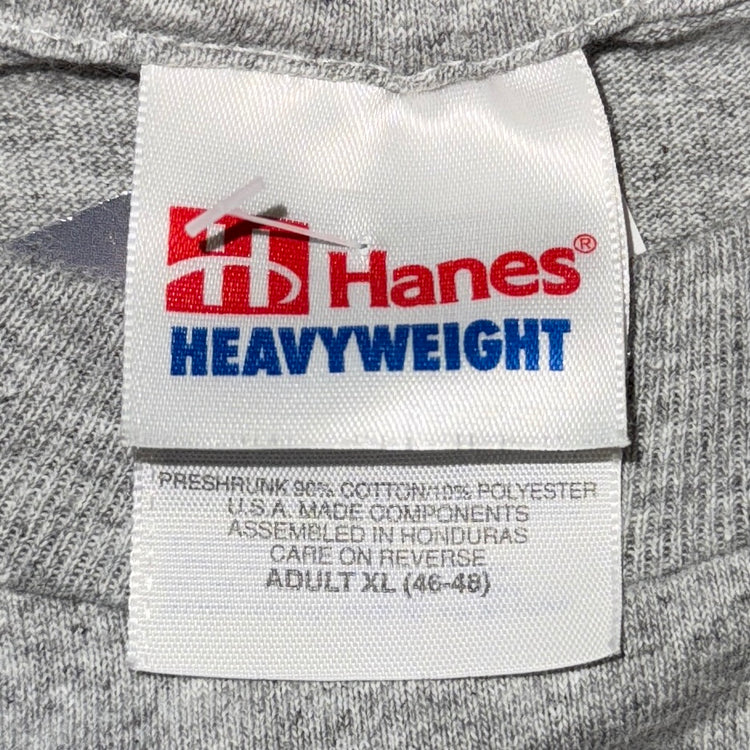 Hanes®
HEAVYWEIGHT
PRESHRUNK 90% COTTON/10% POLYESTER
U.S.A. MADE COMPONENTS
ASSEMBLED IN HONDURAS
CARE ON REVERSE
ADULT XL (46-48)